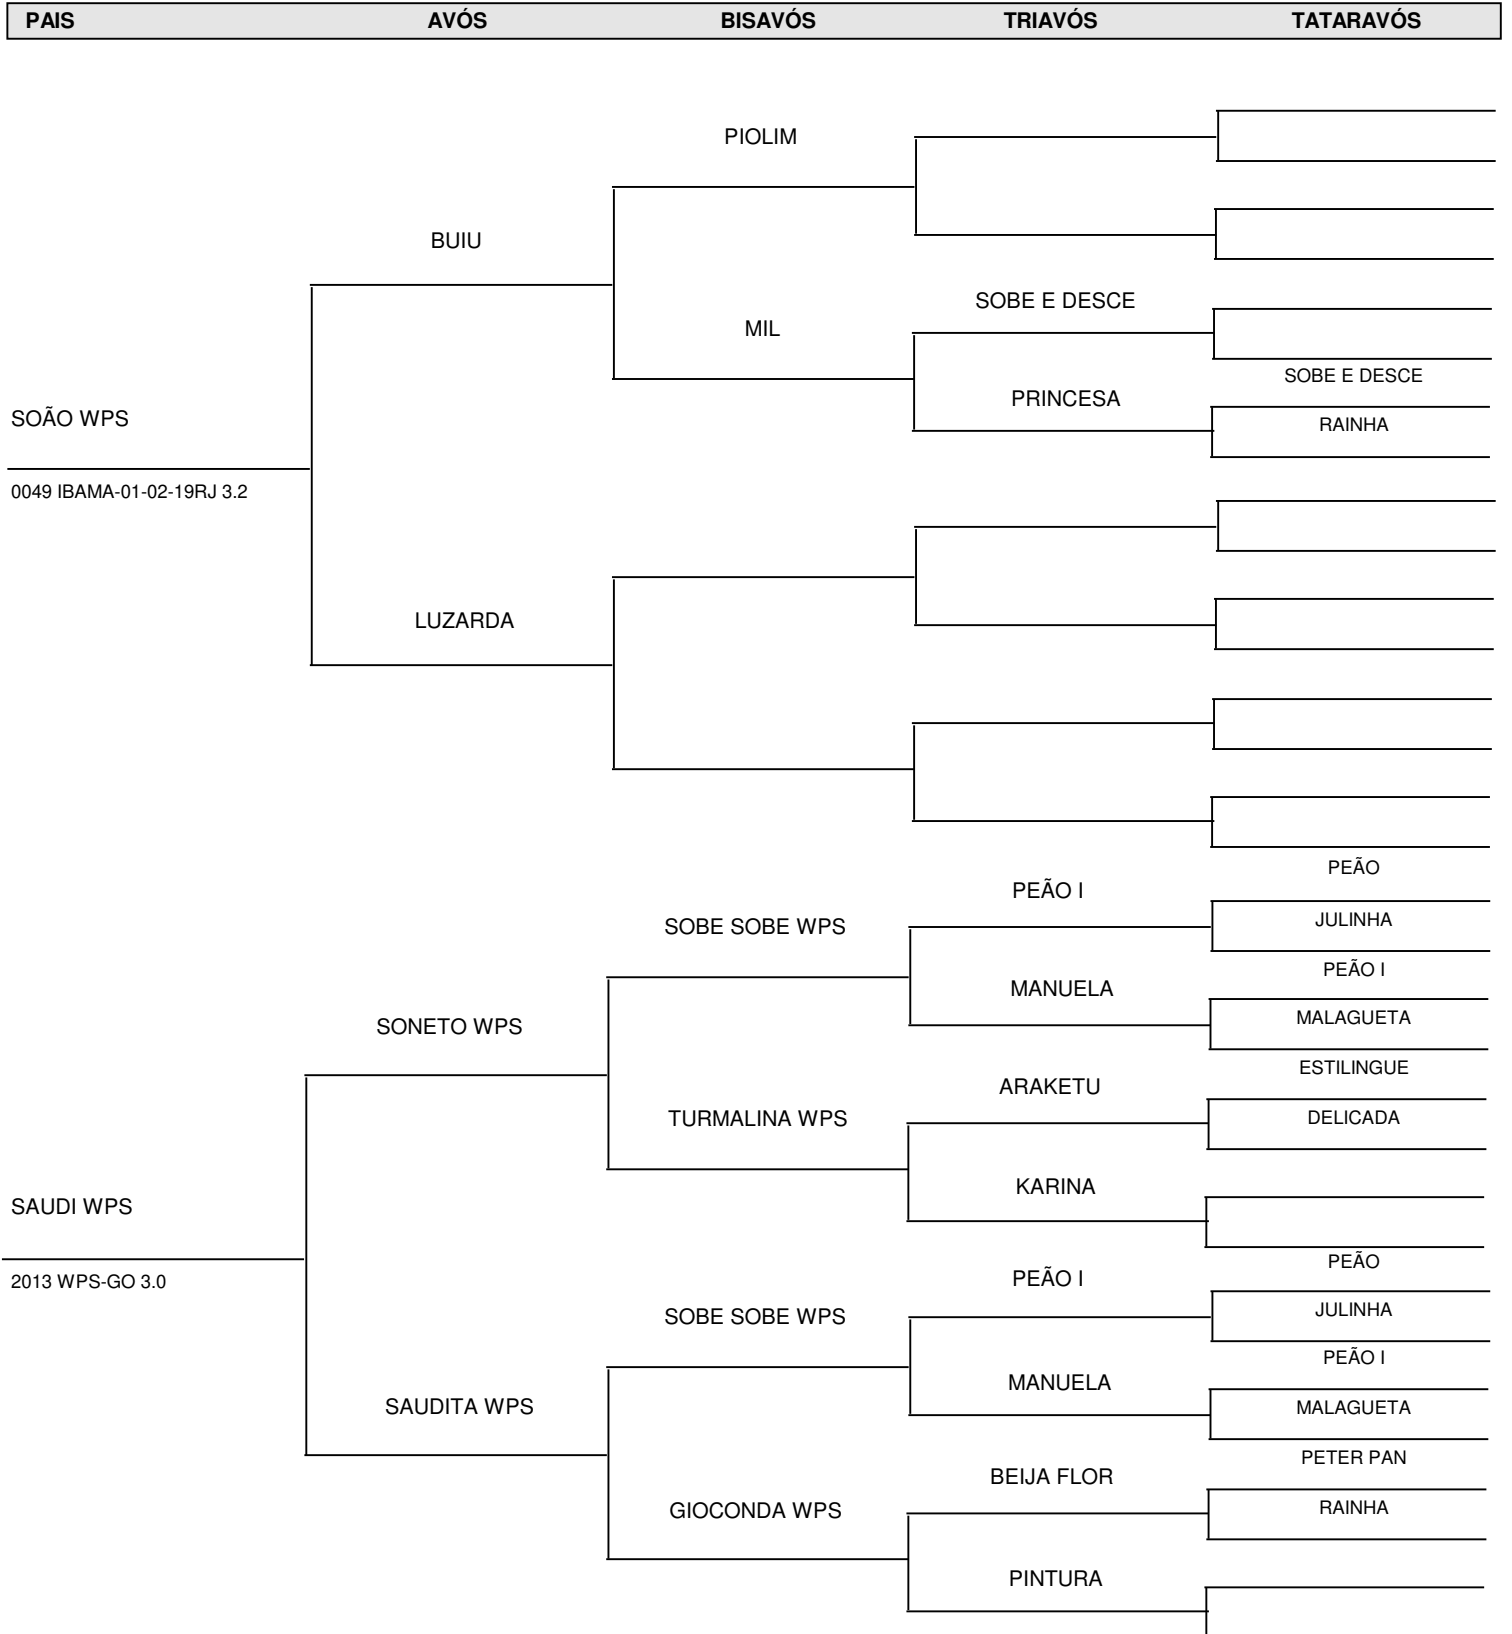 PAIS AVÓS BISAVÓS TRIAVÓS TATARAVÓS
PIOLIM
BUIU
SOBE E DESCE
MIL
SOBE E DESCE
PRINCESA
SOÃO WPS
RAINHA
0049 IBAMA-01-02-19RJ 3.2
LUZARDA
PEÃO
PEÃO I
JULINHA
SOBE SOBE WPS
PEÃO I
MANUELA
MALAGUETA
SONETO WPS
ESTILINGUE
ARAKETU
DELICADA
TURMALINA WPS
KARINA
SAUDI WPS
PEÃO
2013 WPS-GO 3.0
PEÃO I
JULINHA
SOBE SOBE WPS
PEÃO I
MANUELA
MALAGUETA
SAUDITA WPS
PETER PAN
BEIJA FLOR
RAINHA
GIOCONDA WPS
PINTURA